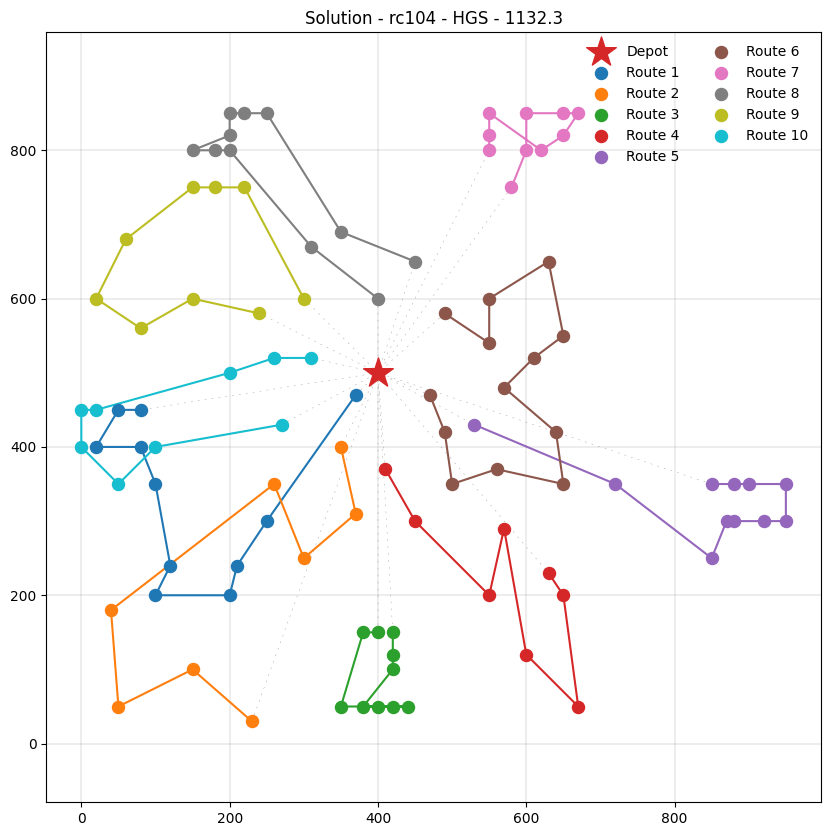 Solution - rc104 - HGS - 1132.3
Depot
Route 1
Route 2
Route 3
Route 4
Route 5
Route 6
Route 7
Route 8
Route 9
Route 10
800
600
400
200
0
0 200 400 600 800